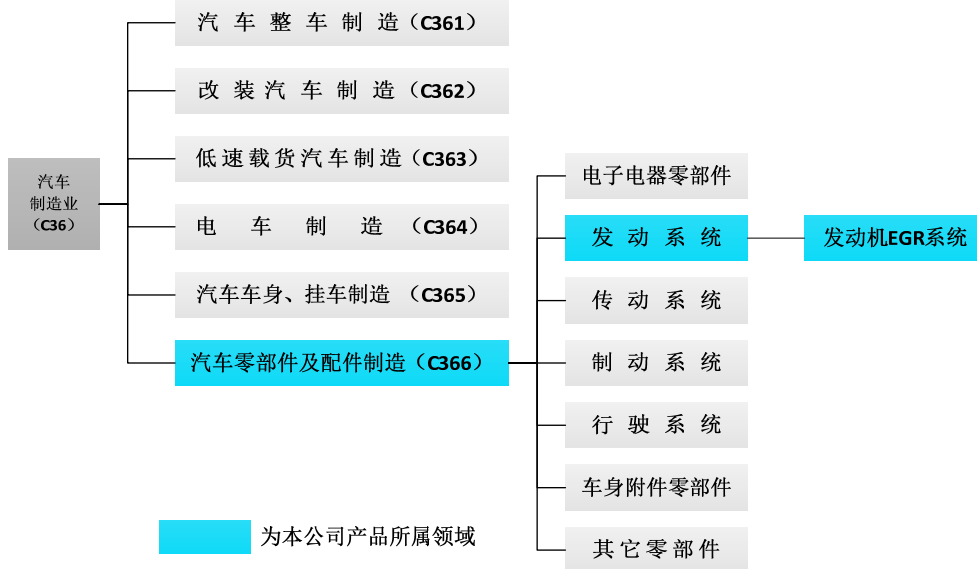 汽车整车制造（C361）
改装汽车制造（C362）
低速载货汽车制造（C363）
汽车
制造业
（C36）
电车制造（C364）
汽车车身、挂车制造（C365）
汽车零部件及配件制造（C366）
电子电器零部件
发动系统
发动机EGR系统
传动系统
制动系统
行驶系统
车身附件零部件
其它零部件
为本公司产品所属领域